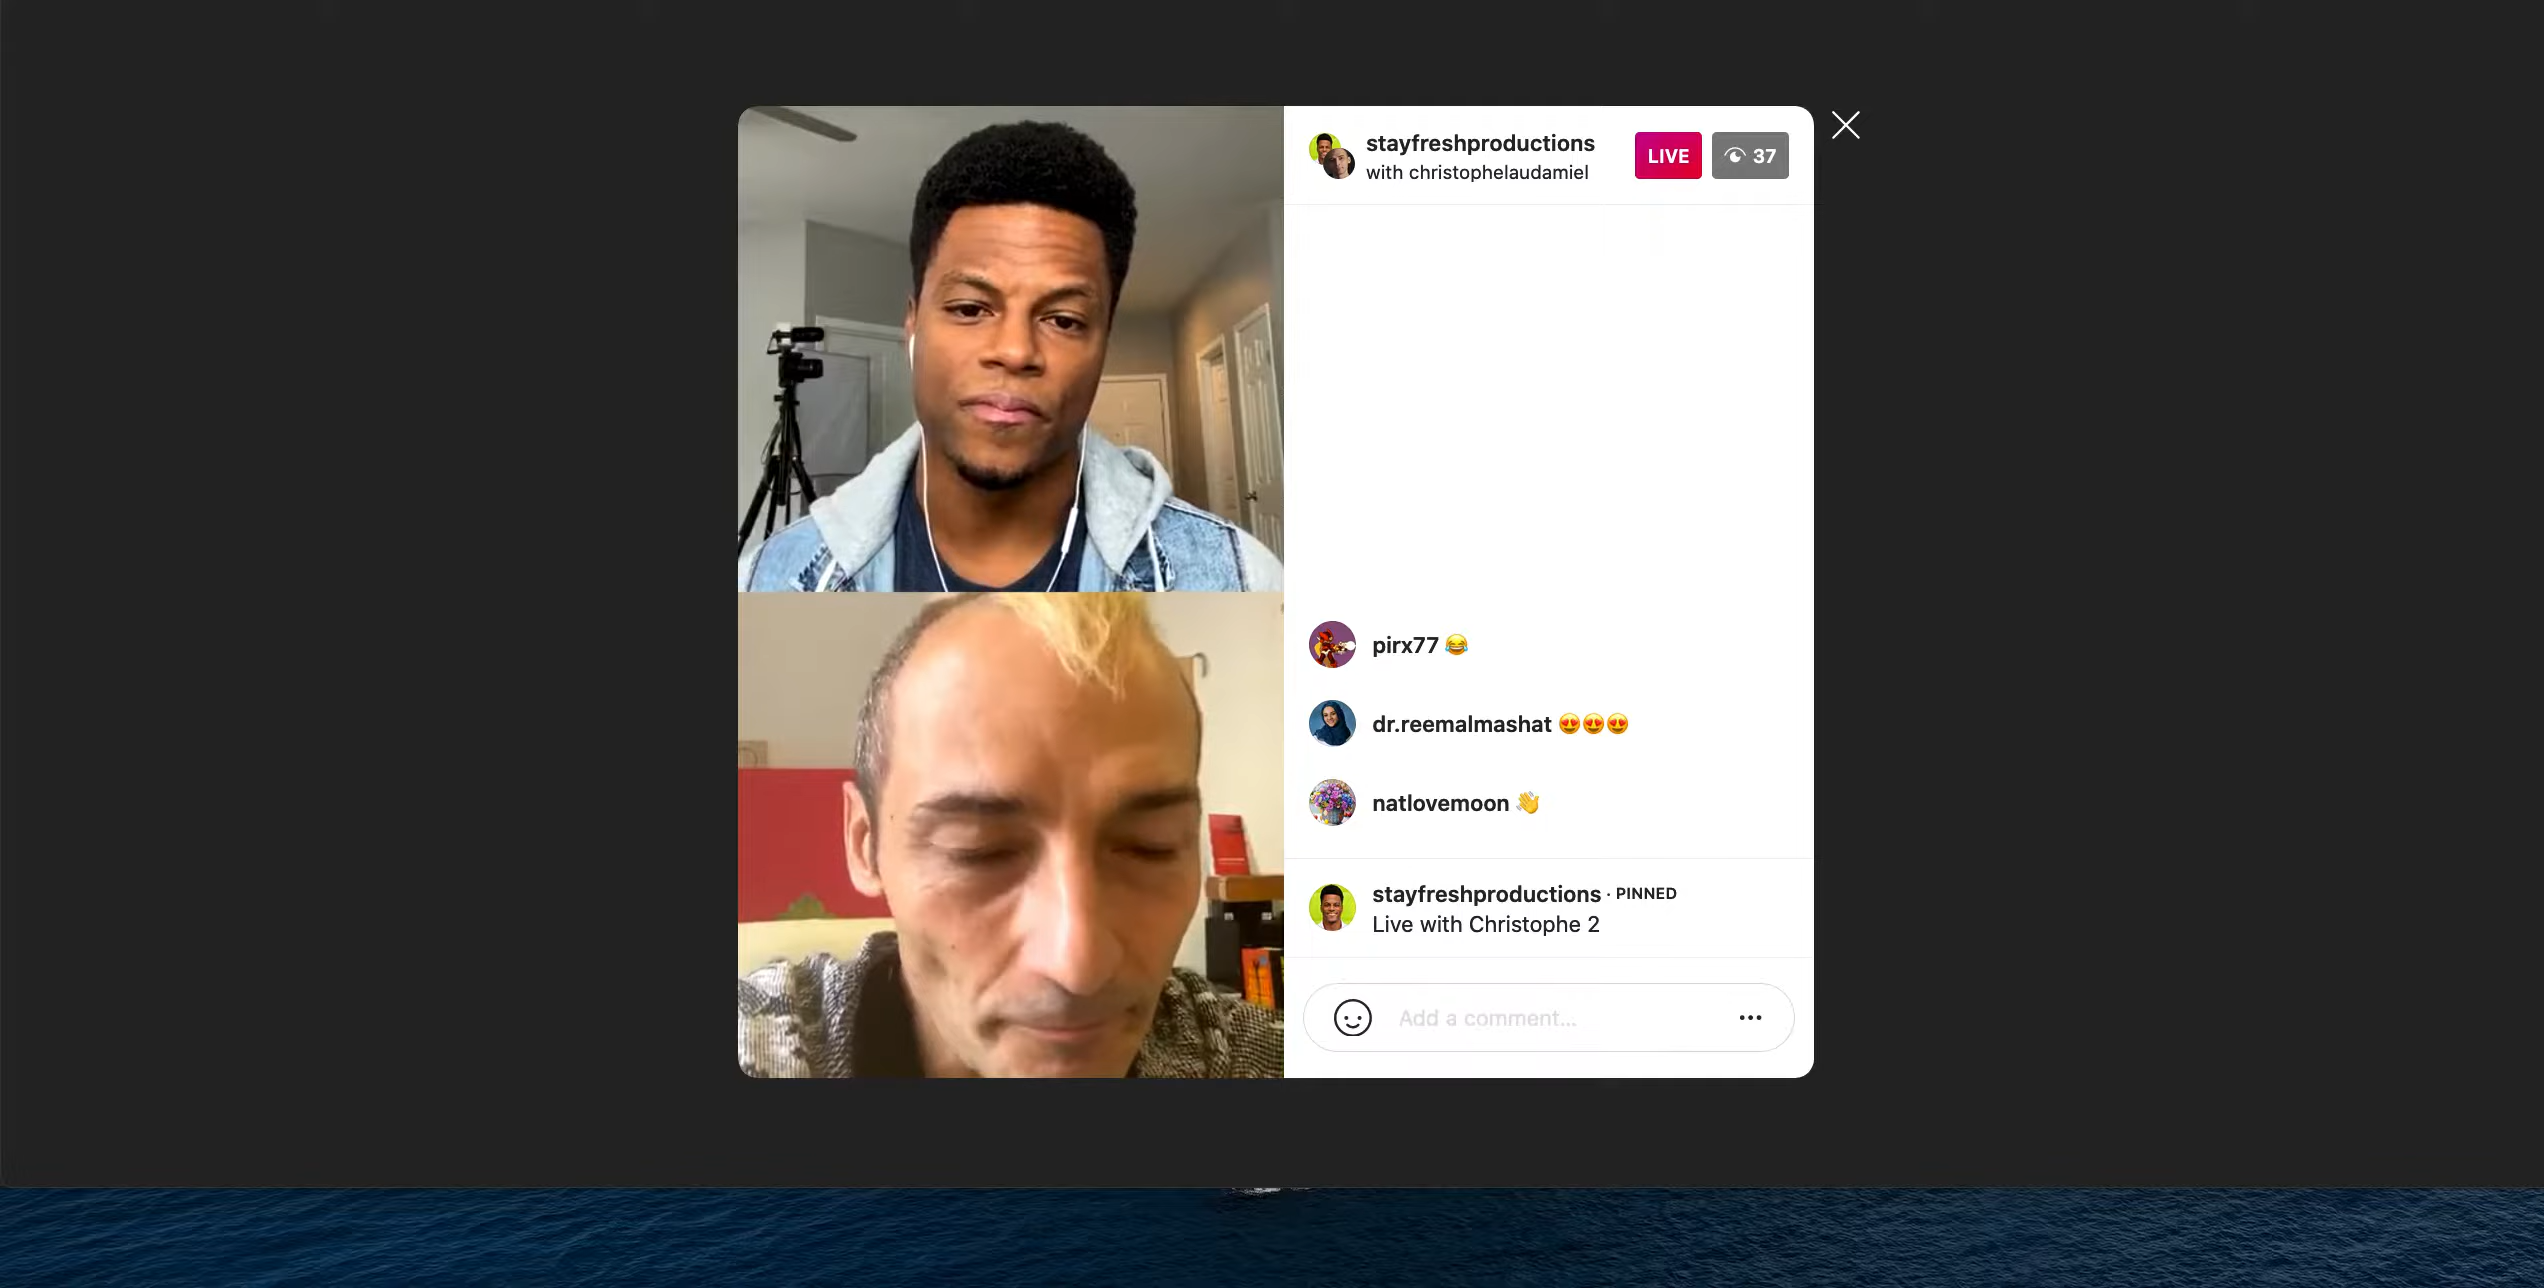 stayfreshproductions
with christophelaudamiel
LIVE
37
pirx77 😂
dr.reemalmashat 😍😍😍
natlovemoon 👋
stayfreshproductions · PINNED
Live with Christophe 2
Add a comment...